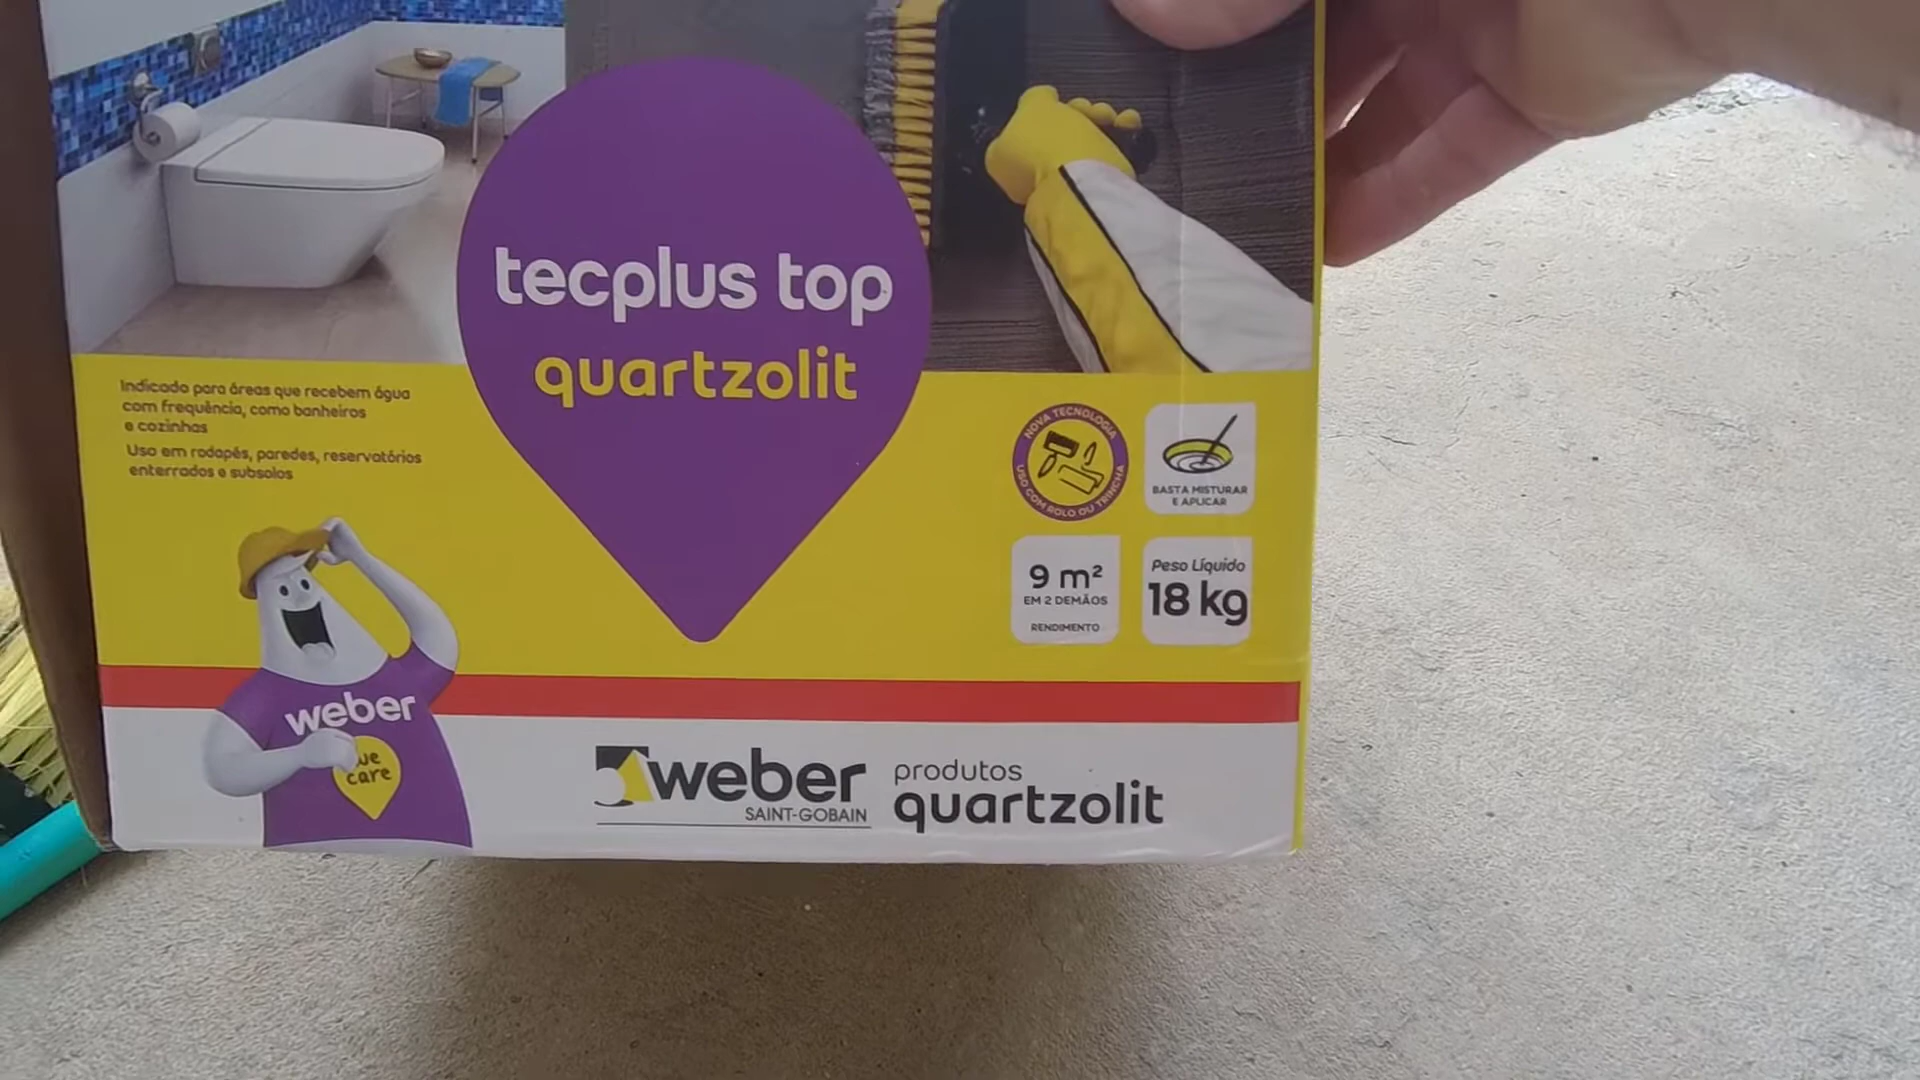 tecplus top
quartzolit
Indicado para áreas que recebem água
com frequência, como banheiros
e cozinhas
Uso em rodapés, paredes, reservatórios
enterrados e subsolos
NOVA TECNOLOGIA
USO COM ROLO OU TRINCHA
BASTA MISTURAR
E APLICAR
9 m²
EM 2 DEMÃOS
RENDIMENTO
Peso Líquido
18 kg
weber
we
care
weber
SAINT-GOBAIN
produtos
quartzolit